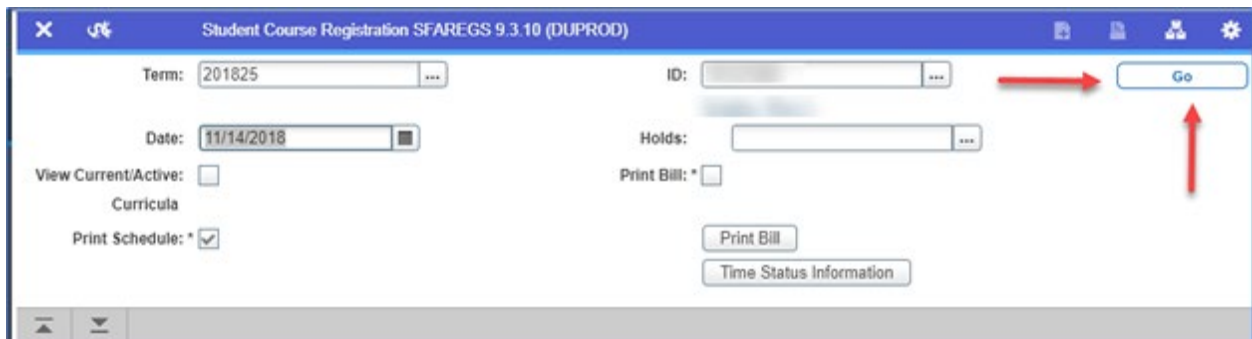 Student Course Registration SFAREGS 9.3.10 (DUPROD)
Term: 201825 ... ID: ... Go
Date: 11/14/2018 Holds: ...
View Current/Active: Print Bill: *
Curricula
Print Schedule: * Print Bill
Time Status Information